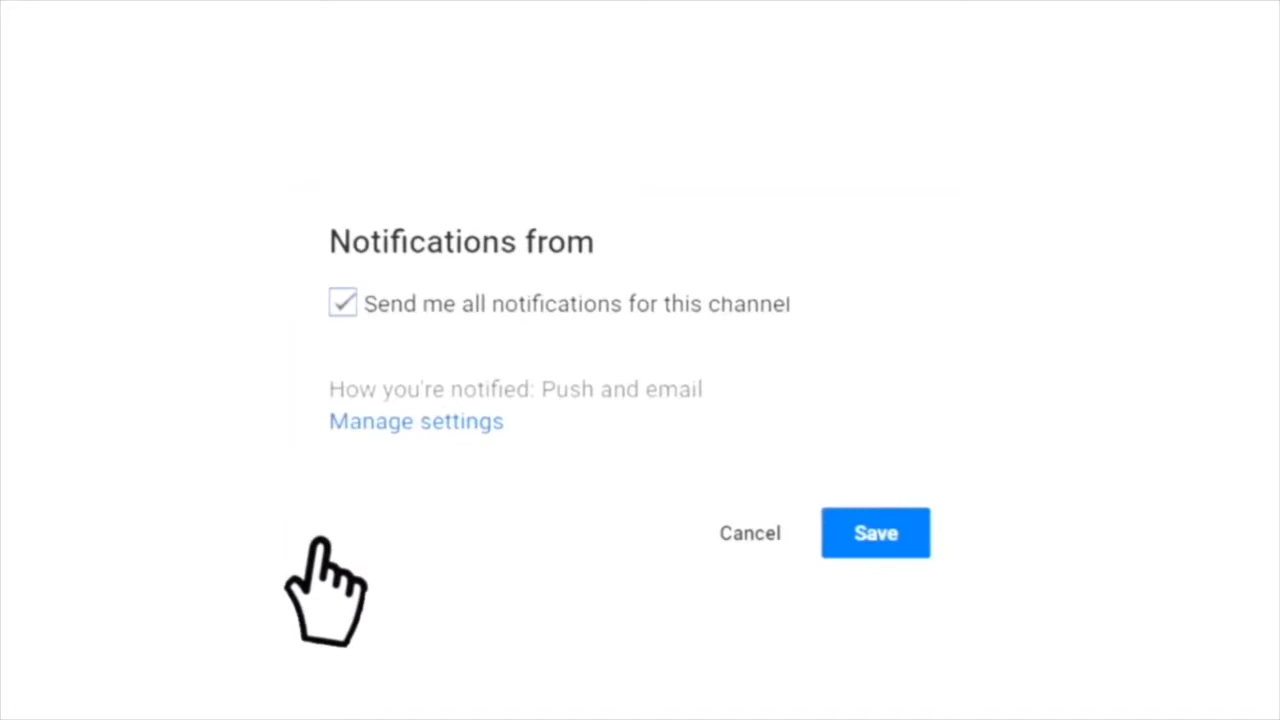 Notifications from
Send me all notifications for this channel
How you're notified: Push and email
Manage settings
Cancel Save